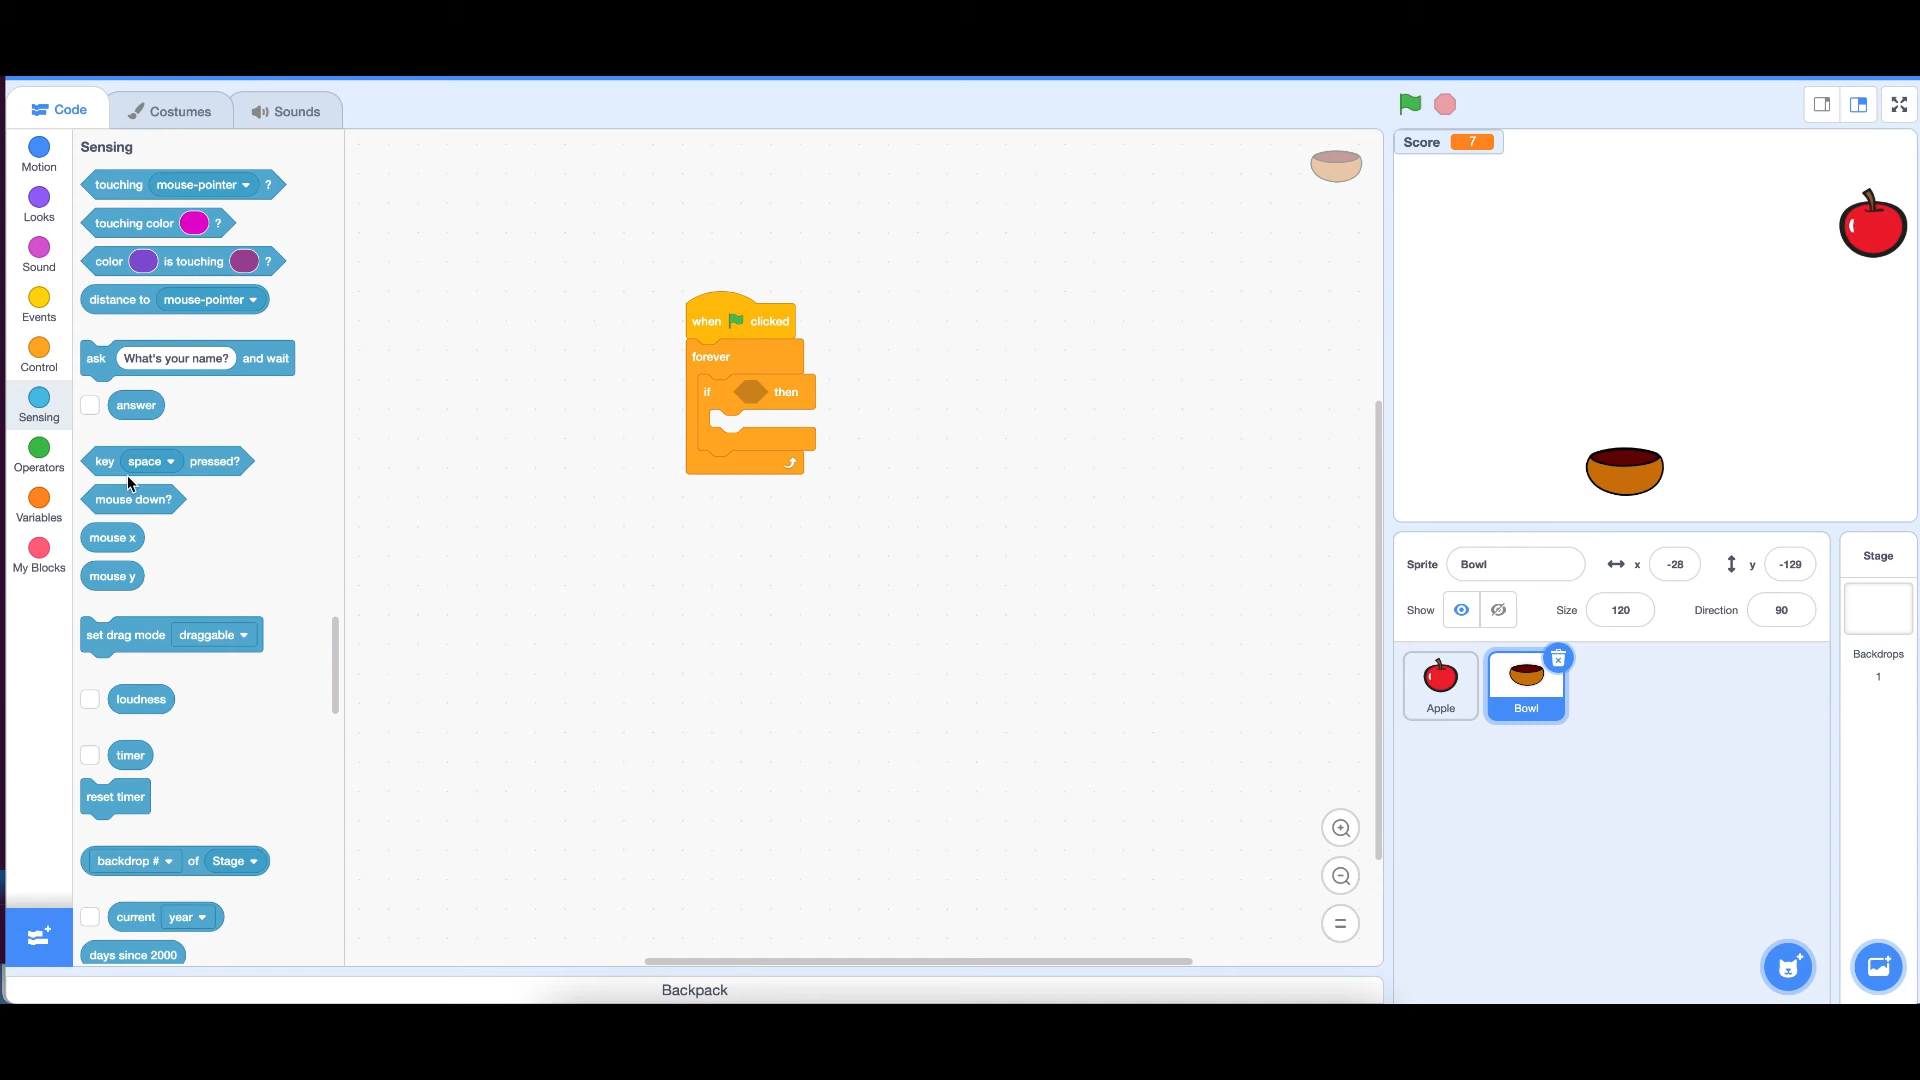 Code
Costumes
Sounds
Motion
Looks
Sound
Events
Control
Sensing
Operators
Variables
My Blocks
Sensing
touching mouse-pointer ?
touching color ?
color is touching ?
distance to mouse-pointer
ask What's your name? and wait
answer
key space pressed?
mouse down?
mouse x
mouse y
set drag mode draggable
loudness
timer
reset timer
backdrop # of Stage
current year
days since 2000
when clicked
forever
if then
Backpack
Score 7
Sprite Bowl x -28 y -129
Show Size 120 Direction 90
Apple
Bowl
Stage
Backdrops
1